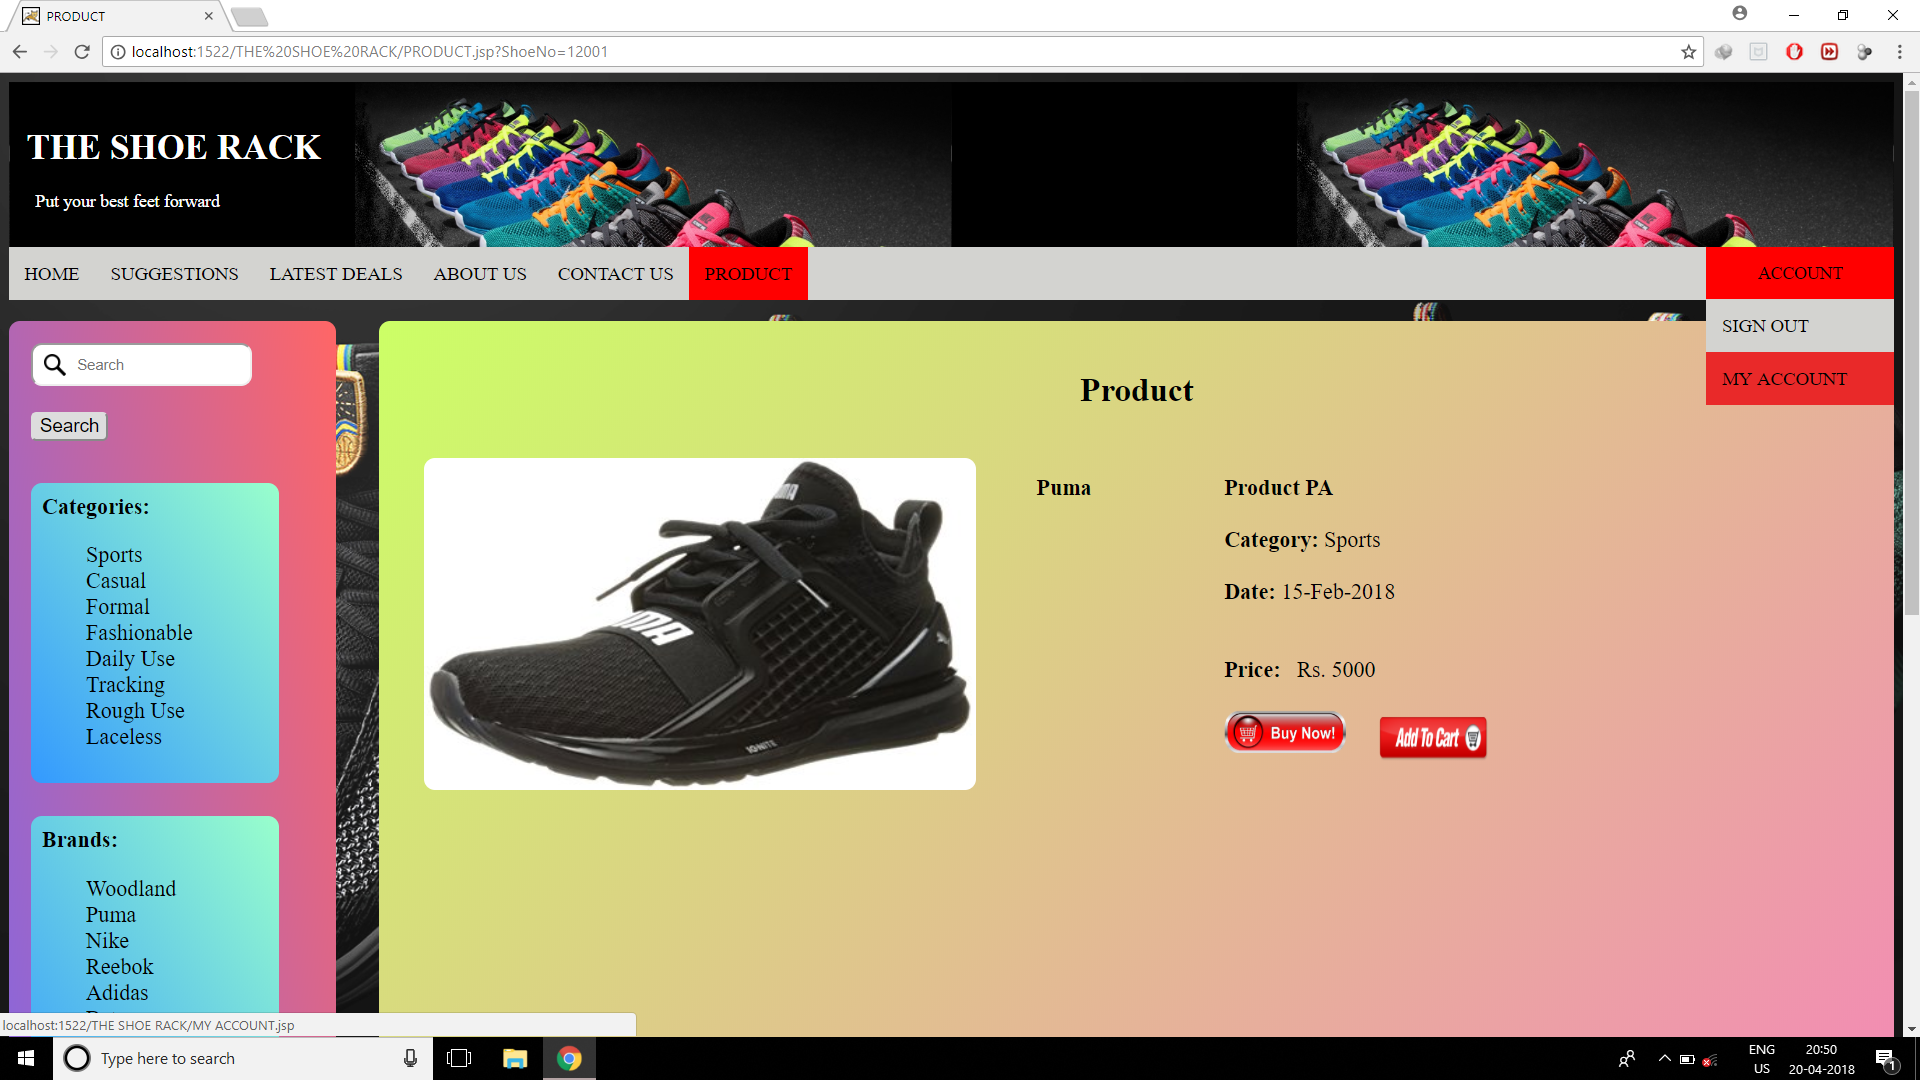 PRODUCT
localhost:1522/THE%20SHOE%20RACK/PRODUCT.jsp?ShoeNo=12001
THE SHOE RACK
Put your best feet forward
HOME SUGGESTIONS LATEST DEALS ABOUT US CONTACT US PRODUCT ACCOUNT
SIGN OUT
MY ACCOUNT
Search
Search
Categories:
Sports
Casual
Formal
Fashionable
Daily Use
Tracking
Rough Use
Laceless
Brands:
Woodland
Puma
Nike
Reebok
Adidas
Product
PUMA
IGNITE
Puma
Product PA
Category: Sports
Date: 15-Feb-2018
Price: Rs. 5000
Buy Now!
Add To Cart
localhost:1522/THE SHOE RACK/MY ACCOUNT.jsp
Type here to search
ENG
US
20:50
20-04-2018
1